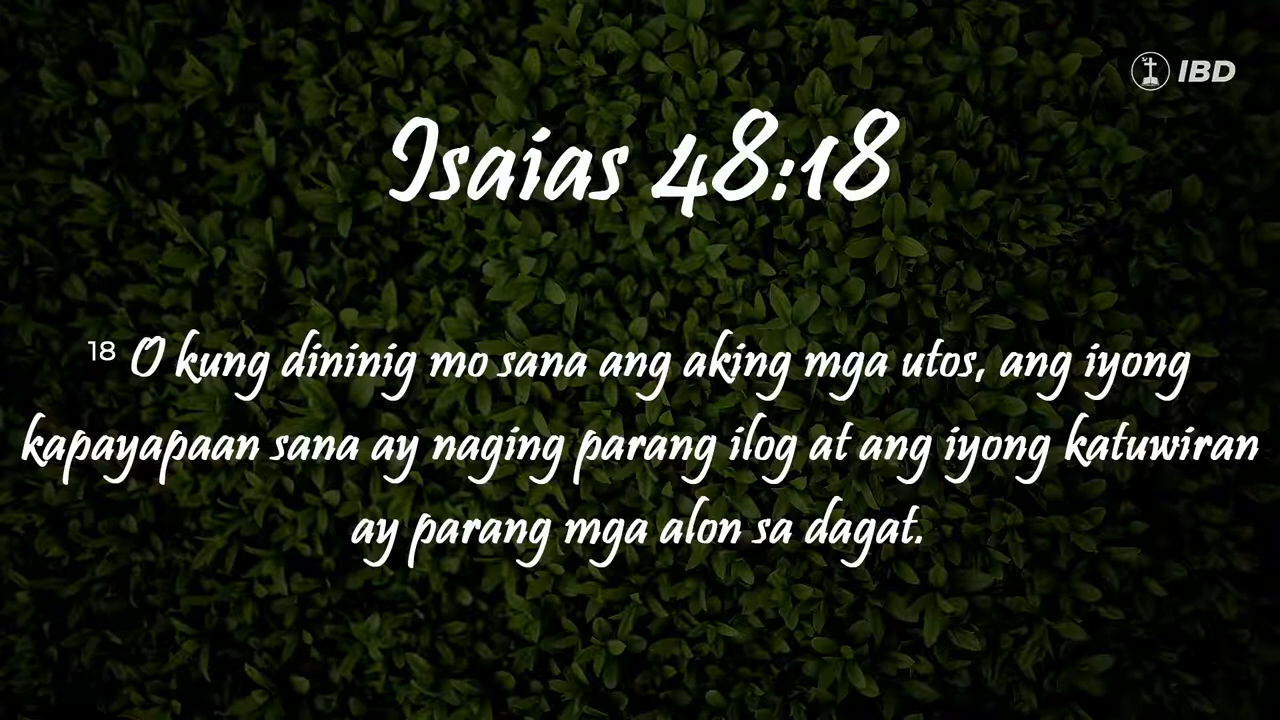 IBD
Isaias 48:18
18 O kung dininig mo sana ang aking mga utos, ang iyong
kapayapaan sana ay naging parang ilog at ang iyong katuwiran
ay parang mga alon sa dagat.